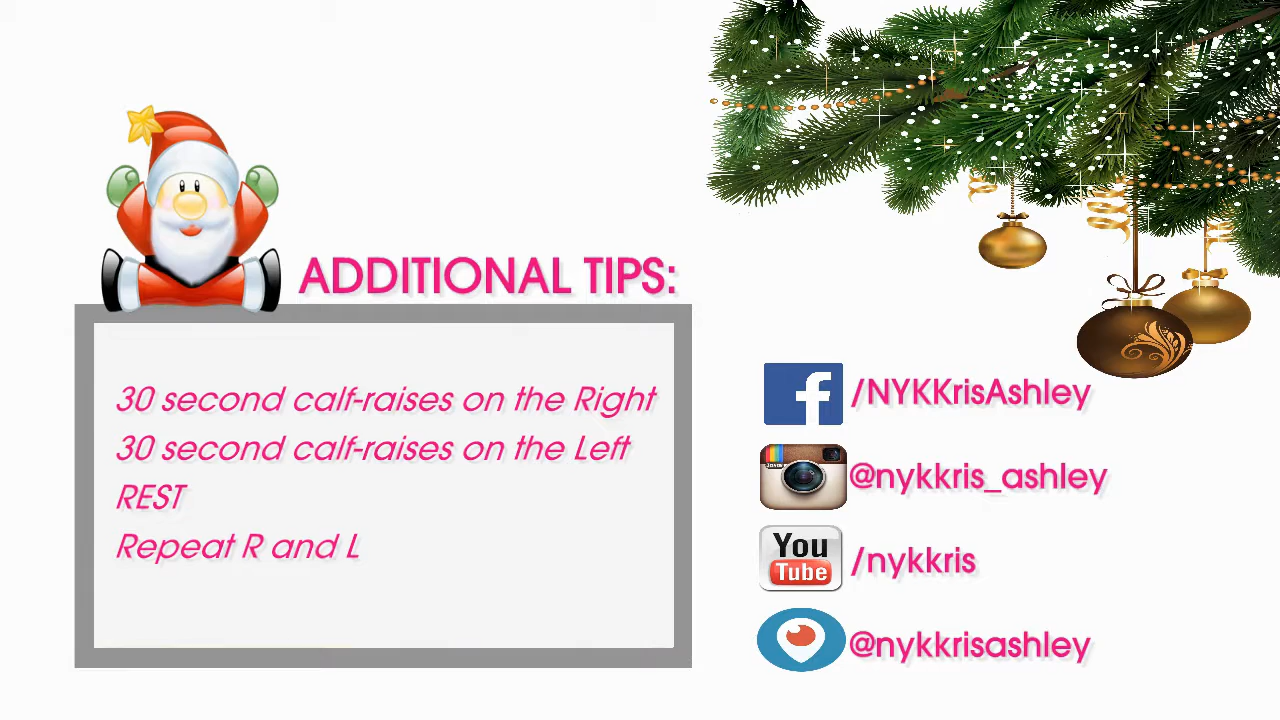 ADDITIONAL TIPS:
30 second calf-raises on the Right
30 second calf-raises on the Left
REST
Repeat R and L
f
/NYKKrisAshley
@nykkris_ashley
You
Tube
/nykkris
@nykkrisashley